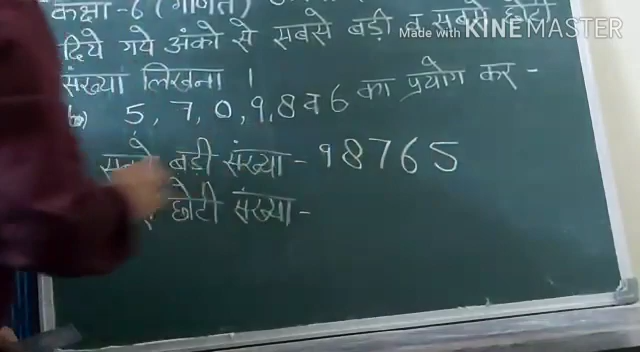 कक्षा-6 (गणित)
दिये गये अंको से सबसे बड़ी व सबसे छोटी
Made with KINEMASTER
संख्या लिखना ।
b) 5, 7, 0, 9, 8 व 6 का प्रयोग कर -
सबसे बड़ी संख्या - 98765
छोटी संख्या -